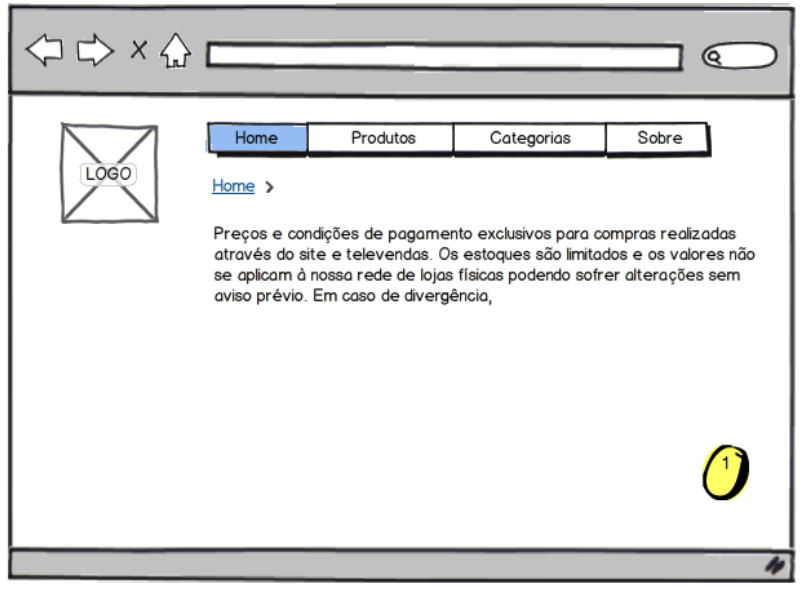 Home Produtos Categorias Sobre
LOGO
Home >
Preços e condições de pagamento exclusivos para compras realizadas
através do site e televendas. Os estoques são limitados e os valores não
se aplicam à nossa rede de lojas físicas podendo sofrer alterações sem
aviso prévio. Em caso de divergência,
1